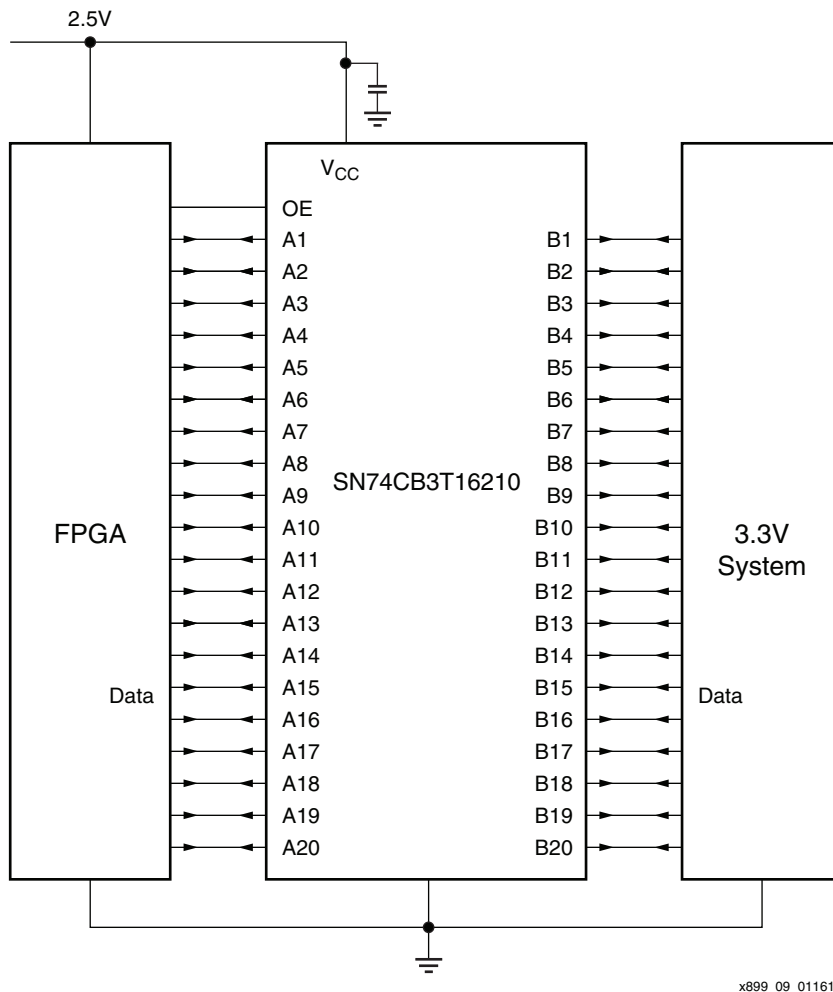 2.5V
V_CC
OE
A1 B1
A2 B2
A3 B3
A4 B4
A5 B5
A6 B6
A7 B7
A8 B8
SN74CB3T16210
A9 B9
FPGA
A10 B10
3.3V
System
A11 B11
A12 B12
A13 B13
A14 B14
Data A15 B15 Data
A16 B16
A17 B17
A18 B18
A19 B19
A20 B20
x899_09_01161